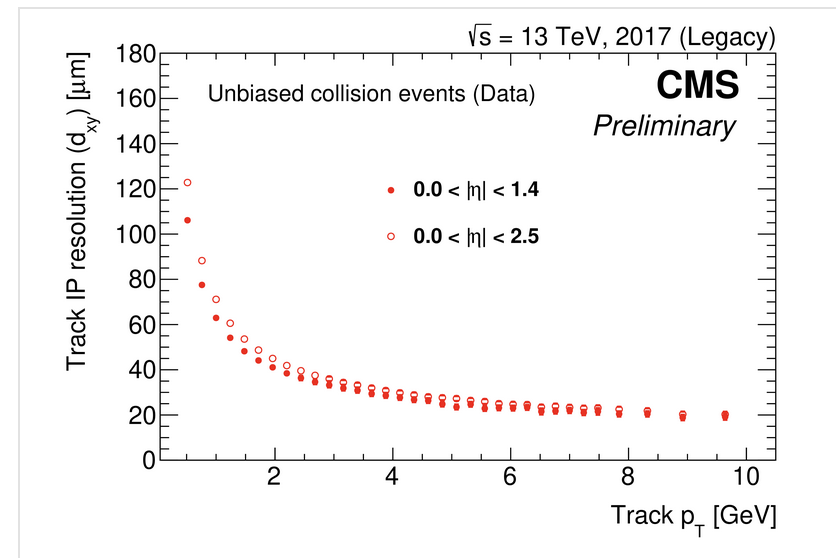 √s = 13 TeV, 2017 (Legacy)
CMS
Preliminary
Unbiased collision events (Data)
0.0 < |η| < 1.4
0.0 < |η| < 2.5
Track IP resolution (d_xy) [μm]
180
160
140
120
100
80
60
40
20
0
2 4 6 8 10
Track p_T [GeV]